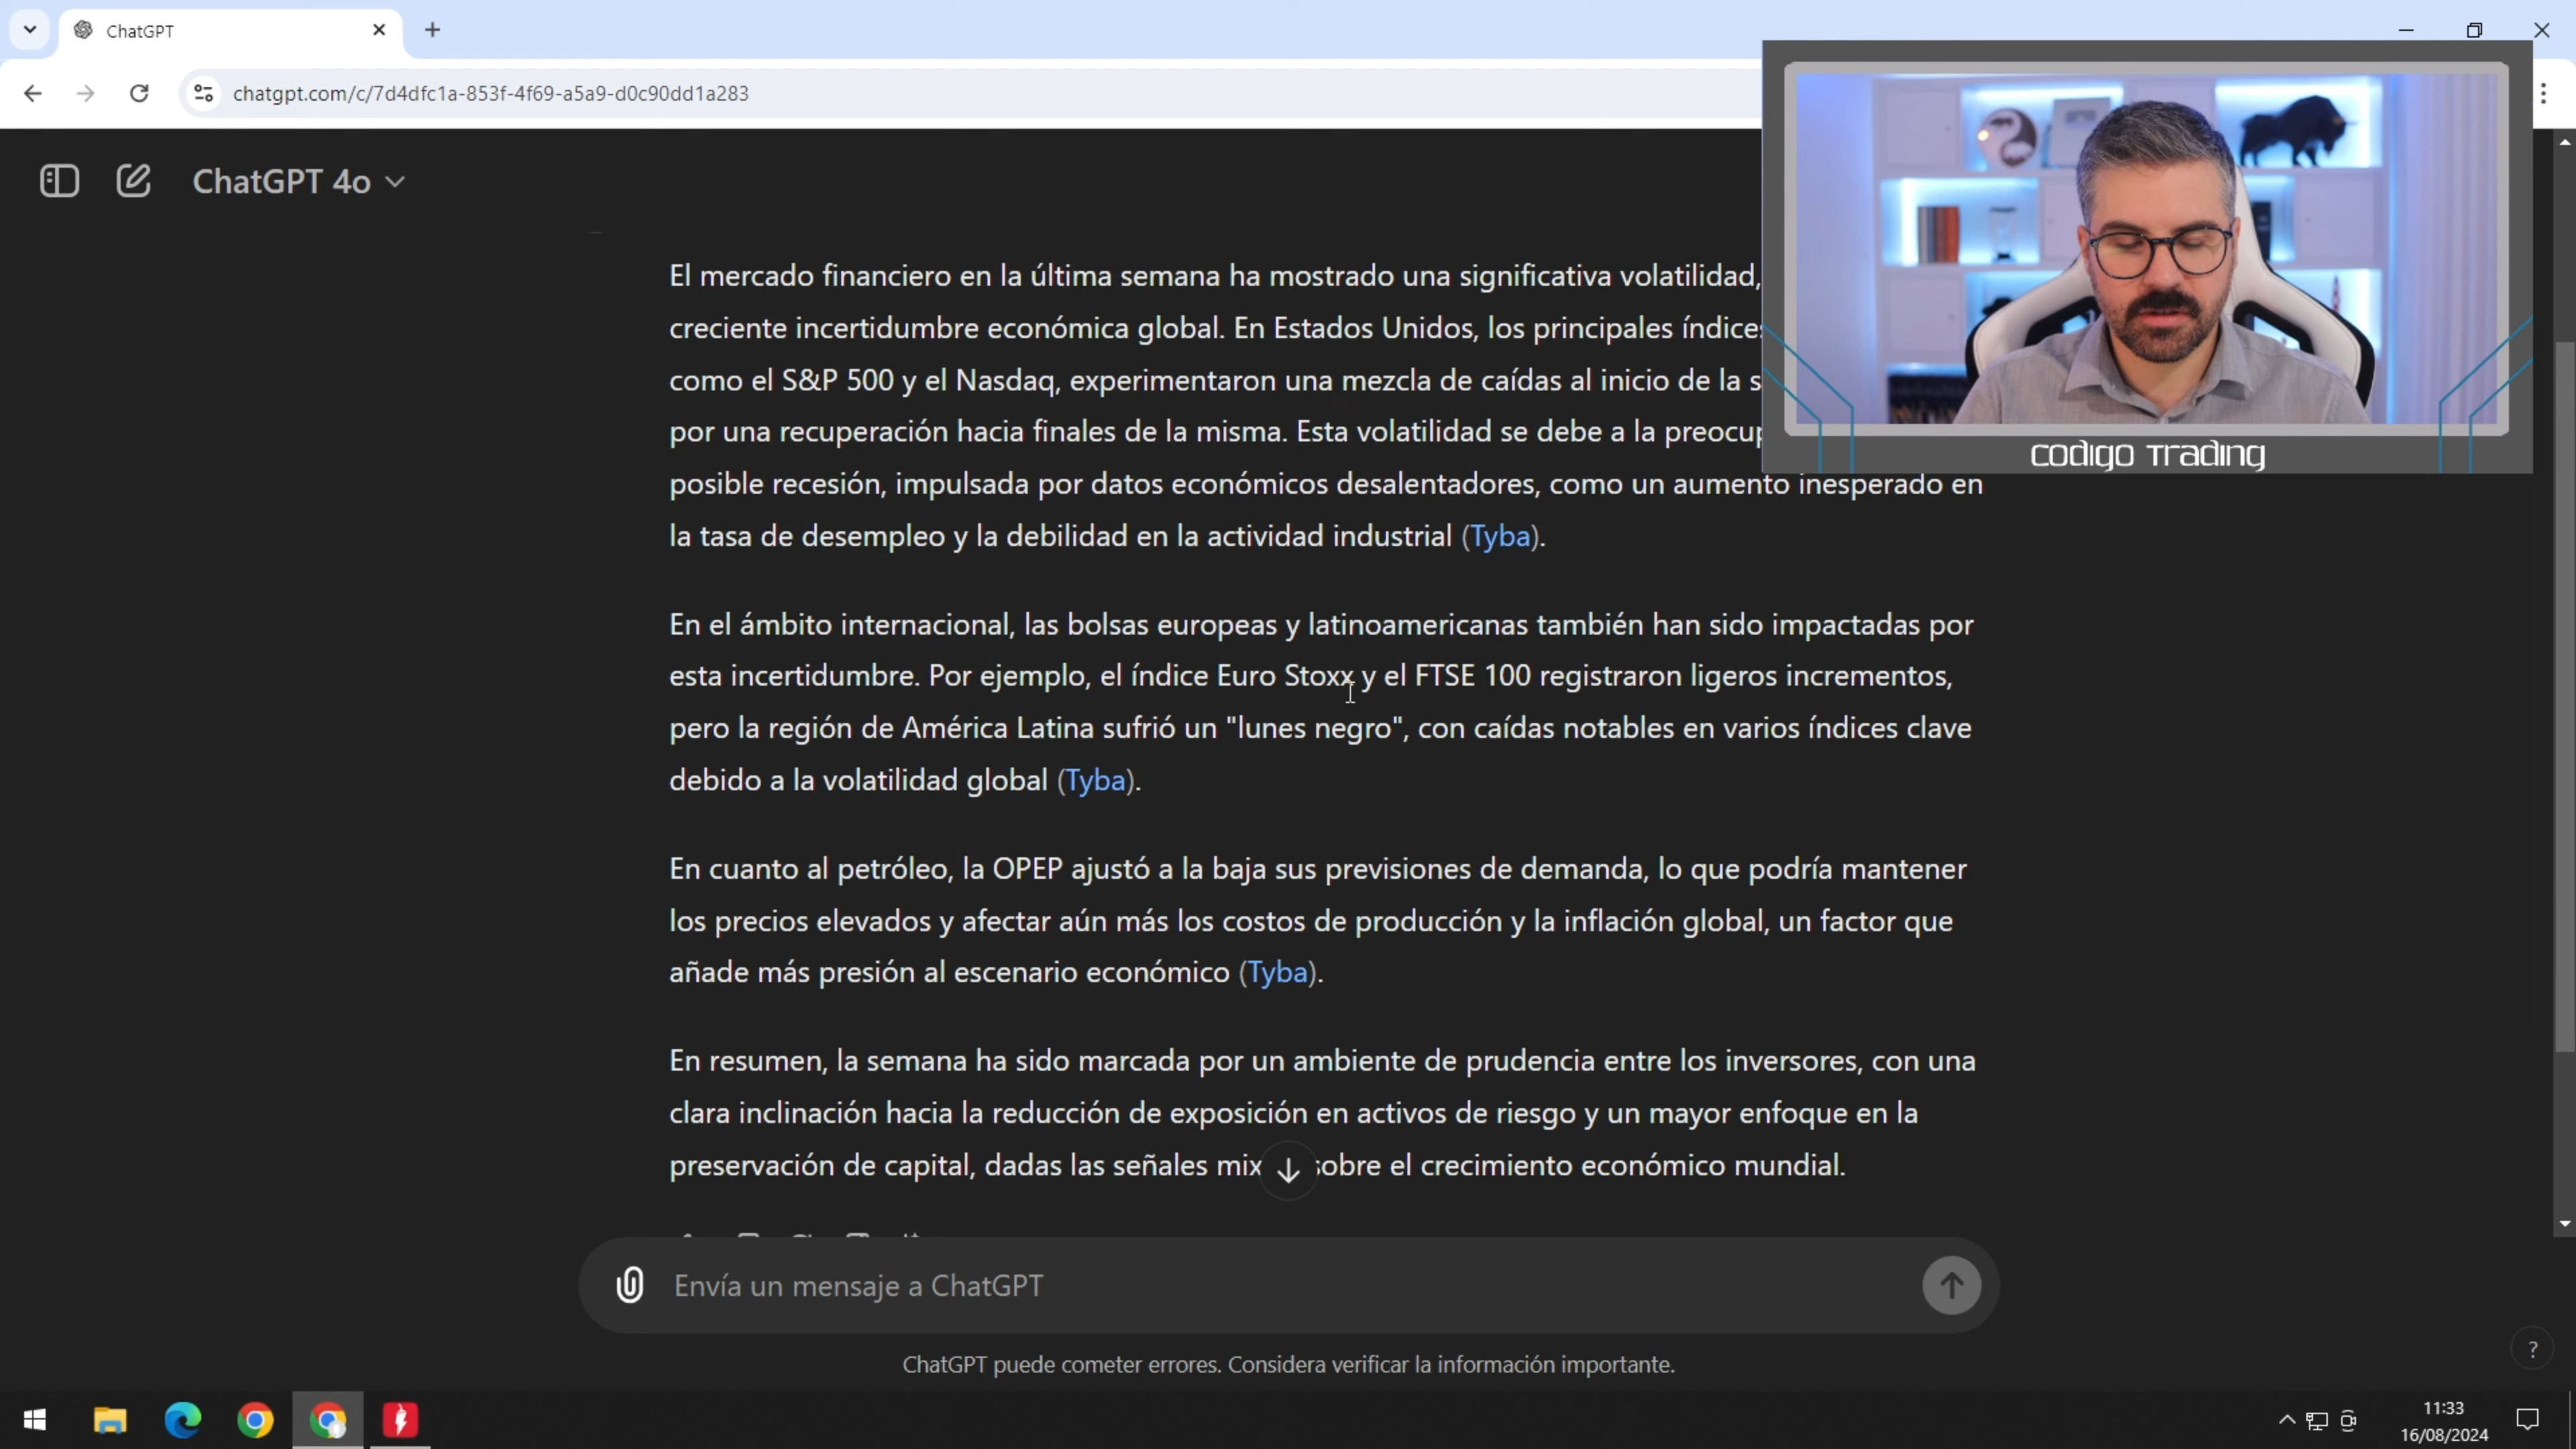 ChatGPT
chatgpt.com/c/7d4dfc1a-853f-4f69-a5a9-d0c90dd1a283
ChatGPT 4o
El mercado financiero en la última semana ha mostrado una significativa volatilidad,
creciente incertidumbre económica global. En Estados Unidos, los principales índices
como el S&P 500 y el Nasdaq, experimentaron una mezcla de caídas al inicio de la
por una recuperación hacia finales de la misma. Esta volatilidad se debe a la
posible recesión, impulsada por datos económicos desalentadores, como un aumento inesperado en
la tasa de desempleo y la debilidad en la actividad industrial (Tyba).
En el ámbito internacional, las bolsas europeas y latinoamericanas también han sido impactadas por
esta incertidumbre. Por ejemplo, el índice Euro Stoxx y el FTSE 100 registraron ligeros incrementos,
pero la región de América Latina sufrió un "lunes negro", con caídas notables en varios índices clave
debido a la volatilidad global (Tyba).
En cuanto al petróleo, la OPEP ajustó a la baja sus previsiones de demanda, lo que podría mantener
los precios elevados y afectar aún más los costos de producción y la inflación global, un factor que
añade más presión al escenario económico (Tyba).
En resumen, la semana ha sido marcada por un ambiente de prudencia entre los inversores, con una
clara inclinación hacia la reducción de exposición en activos de riesgo y un mayor enfoque en la
preservación de capital, dadas las señales sobre el crecimiento económico mundial.
Envía un mensaje a ChatGPT
ChatGPT puede cometer errores. Considera verificar la información importante.
?
codigo Trading
11:33
16/08/2024